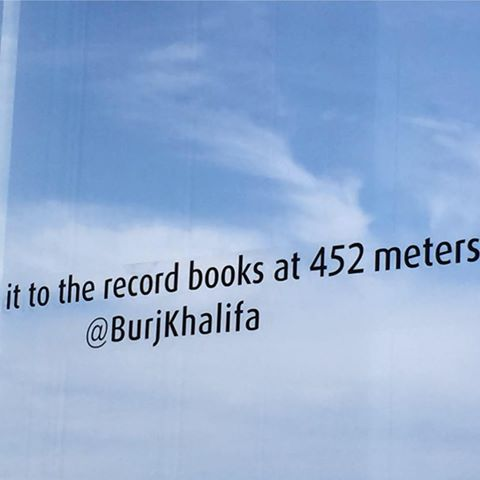 it to the record books at 452 meters
@BurjKhalifa